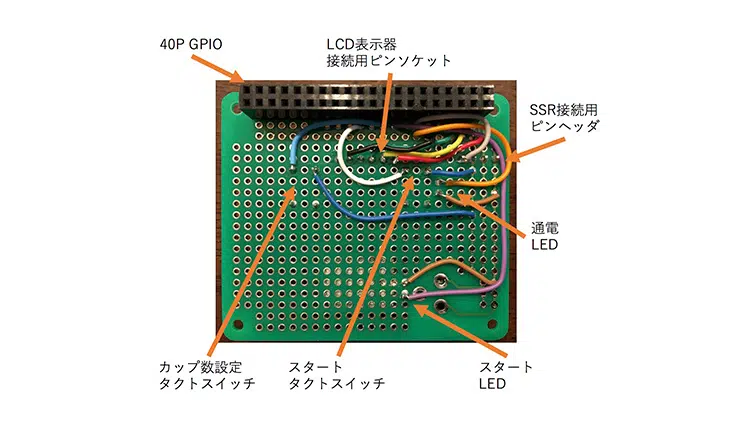 40P GPIO
LCD表示器
接続用ピンソケット
SSR接続用
ピンヘッダ
通電
LED
カップ数設定
タクトスイッチ
スタート
タクトスイッチ
スタート
LED